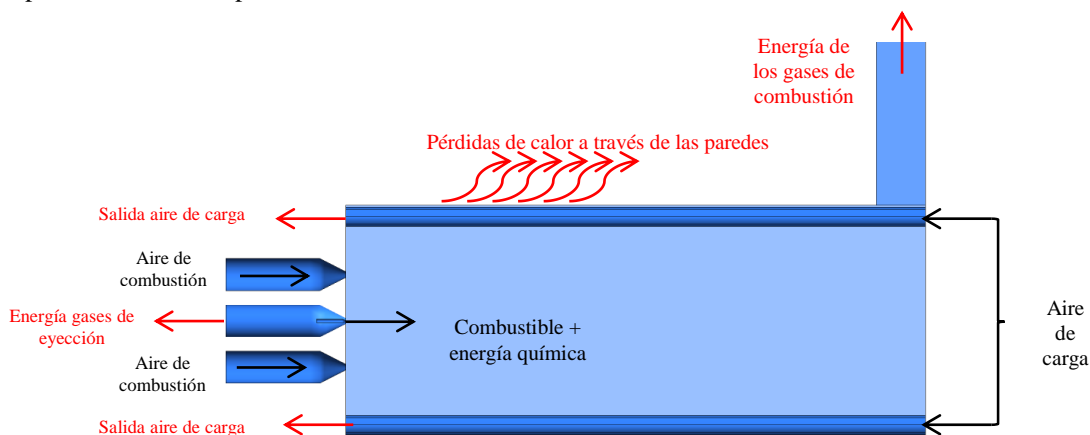 Energía de
los gases de
combustión
Pérdidas de calor a través de las paredes
Salida aire de carga
Aire de
combustión
Energía gases de
eyección
Combustible +
energía química
Aire
de
carga
Aire de
combustión
Salida aire de carga